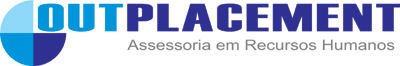 OUTPLACEMENT
Assessoria em Recursos Humanos